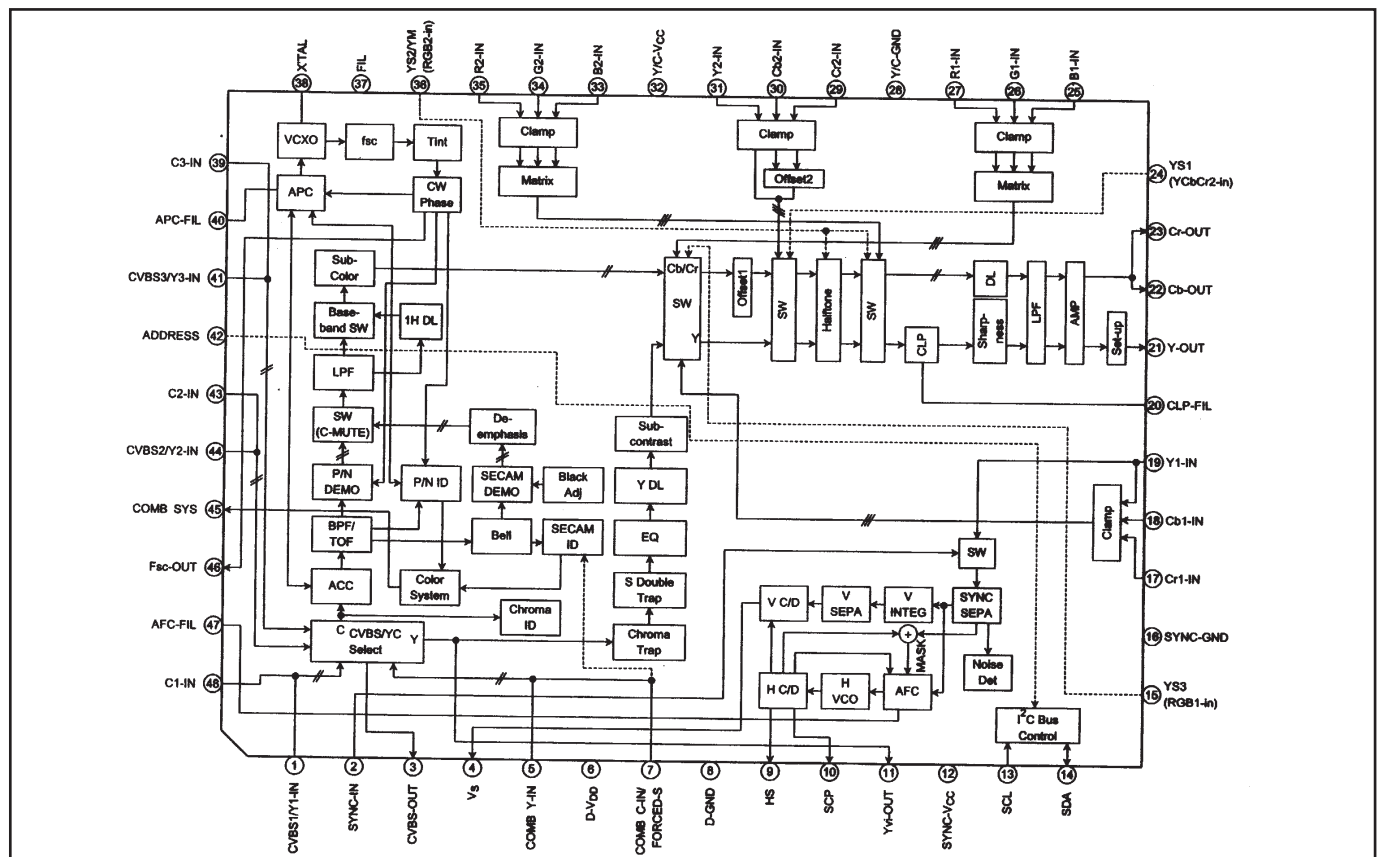 X'TAL
FIL
YS2/YM
(RGB2-in)
R2-IN
G2-IN
B2-IN
Y/C-VCC
Y2-IN
Cb2-IN
Cr2-IN
Y/C-GND
R1-IN
G1-IN
B1-IN
38
37
36
35
34
33
32
31
30
29
28
27
26
25
VCXO
fsc
Tint
Clamp
Clamp
Clamp
C3-IN
39
APC
CW
Phase
Matrix
Offset2
Matrix
24
YS1
(YCbCr2-in)
APC-FIL
40
23
Cr-OUT
CVBS3/Y3-IN
41
Sub-
Color
Cb/Cr
SW
Y
Offset1
SW
Halftone
SW
DL
LPF
AMP
22
Cb-OUT
Base-
band SW
1H DL
CLP
Sharp-
ness
Set-up
21
Y-OUT
ADDRESS
42
LPF
20
CLP-FIL
C2-IN
43
SW
(C-MUTE)
De-
emphasis
Sub-
contrast
CVBS2/Y2-IN
44
P/N
DEMO
P/N ID
SECAM
DEMO
Black
Adj
Y DL
19
Y1-IN
COMB SYS
45
BPF/
TOF
Bell
SECAM
ID
EQ
SW
Clamp
18
Cb1-IN
Fsc-OUT
46
ACC
Color
System
S Double
Trap
V C/D
V
SEPA
V
INTEG
SYNC
SEPA
17
Cr1-IN
AFC-FIL
47
C
CVBS/YC
Select
Y
Chroma
ID
Chroma
Trap
+
MASK
Noise
Det
16
SYNC-GND
C1-IN
48
H C/D
H
VCO
AFC
15
YS3
(RGB1-in)
I2C Bus
Control
1
2
3
4
5
6
7
8
9
10
11
12
13
14
CVBS1/Y1-IN
SYNC-IN
CVBS-OUT
VS
COMB Y-IN
D-VDD
COMB C-IN/
FORCED-S
D-GND
HS
SCP
Yvi-OUT
SYNC-VCC
SCL
SDA